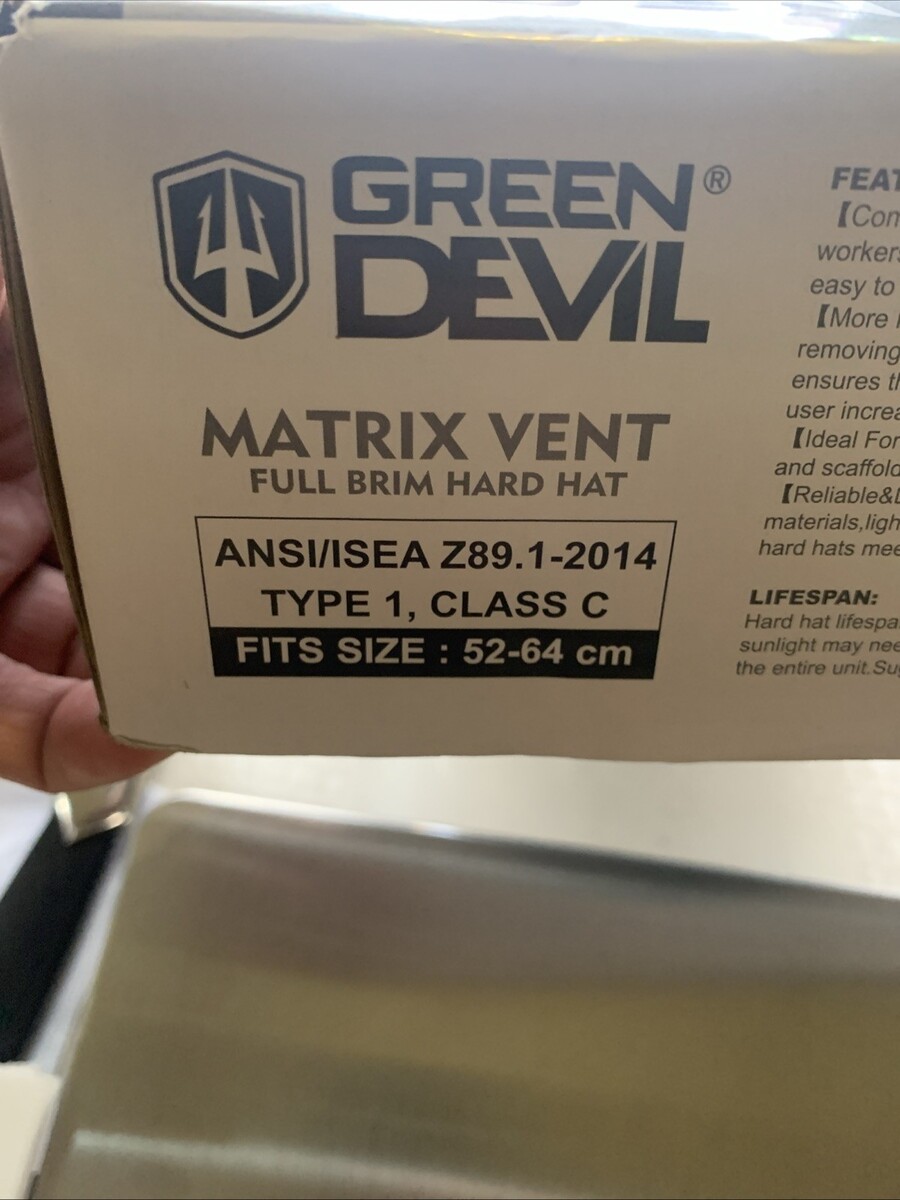 GREEN®
DEVIL
MATRIX VENT
FULL BRIM HARD HAT
ANSI/ISEA Z89.1-2014
TYPE 1, CLASS C
FITS SIZE : 52-64 cm
FEAT
【Com
workers
easy to
【More
removing
ensures th
user increa
【Ideal For
and scaffold
【Reliable&
materials,ligh
hard hats mee
LIFESPAN:
Hard hat lifespa
sunlight may nee
the entire unit.Su